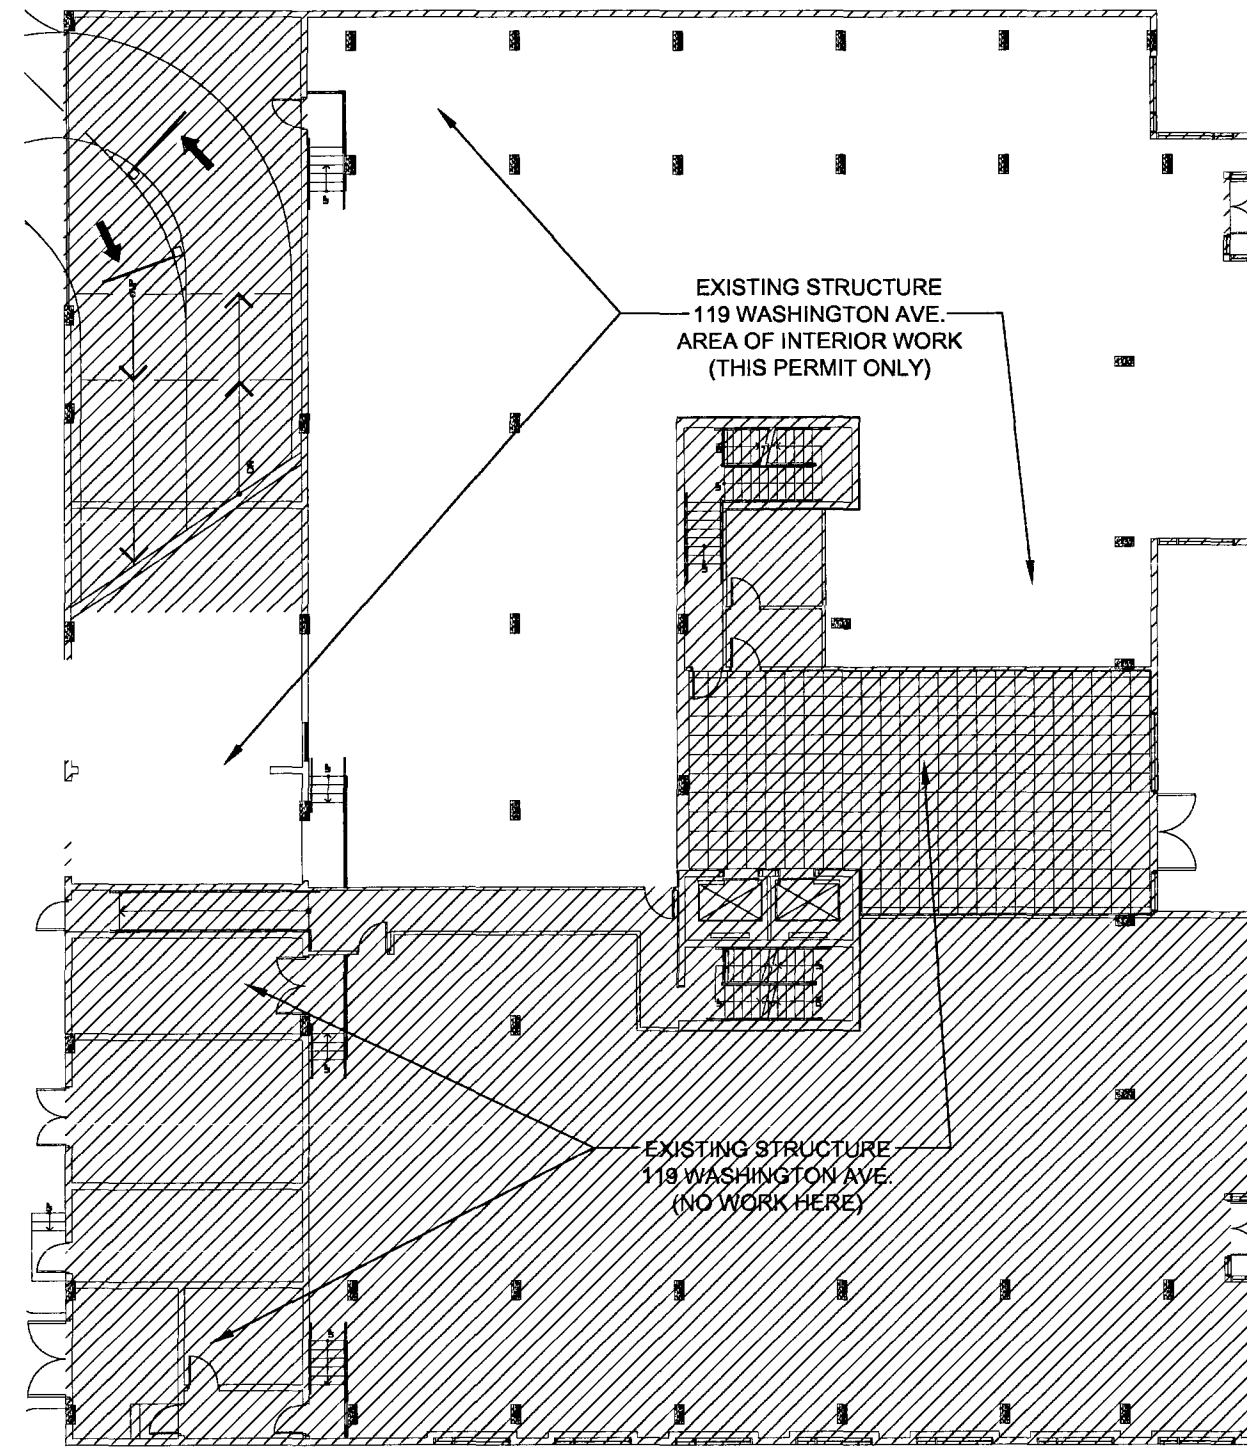 EXISTING STRUCTURE
119 WASHINGTON AVE.
AREA OF INTERIOR WORK
(THIS PERMIT ONLY)
EXISTING STRUCTURE
119 WASHINGTON AVE.
(NO WORK HERE)